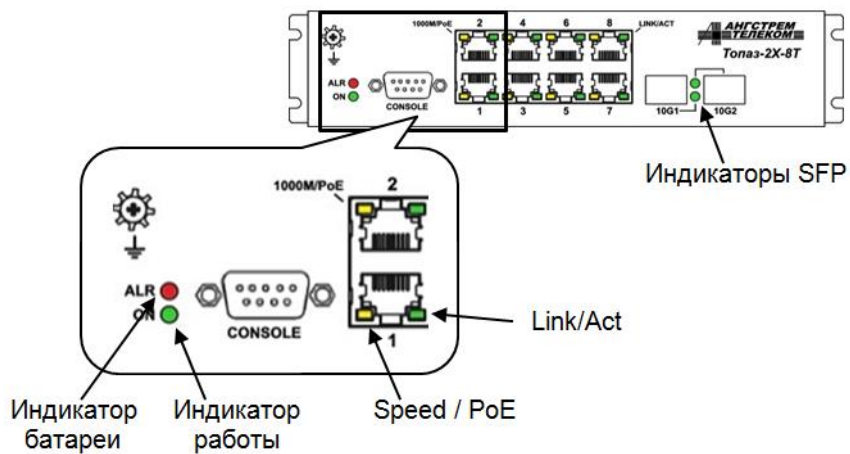 1000M/PoE 2 4 6 8 LINK/ACT
АНГСТРЕМ
ТЕЛЕКОМ
Топаз-2Х-8Т
ALR
ON
CONSOLE
1 3 5 7
10G1 10G2
Индикаторы SFP
1000M/PoE 2
ALR
ON
CONSOLE
1
Link/Act
Индикатор
батареи
Индикатор
работы
Speed / PoE